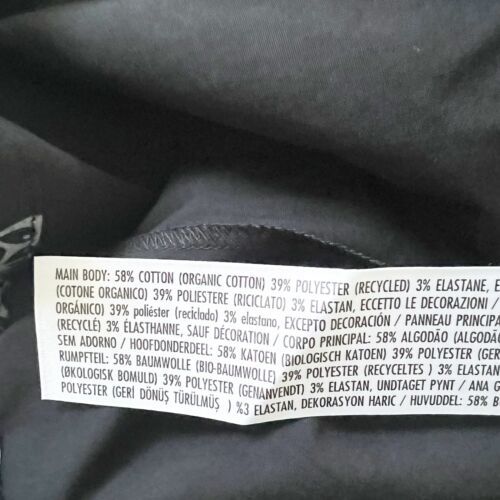 MAIN BODY: 58% COTTON (ORGANIC COTTON) 39% POLYESTER (RECYCLED) 3% ELASTANE, E
(COTONE ORGANICO) 39% POLIESTERE (RICICLATO) 3% ELASTAN, ECCETTO LE DECORAZIONI /
ORGÁNICO) 39% poliéster (reciclado) 3% elastano, EXCEPTO DECORACIÓN / PANNEAU PRINCIPA
(RECYCLÉ) 3% ÉLASTHANNE, SAUF DÉCORATION / CORPO PRINCIPAL: 58% ALGODÃO (ALGODÃO
SEM ADORNO / HOOFDONDERDEEL: 58% KATOEN (BIOLOGISCH KATOEN) 39% POLYESTER (GER
RUMPFTEIL: 58% BAUMWOLLE (BIO-BAUMWOLLE) 39% POLYESTER (RECYCELTES ) 3% ELASTAN
(ØKOLOGISK BOMULD) 39% POLYESTER (GENANVENDT) 3% ELASTAN, UNDTAGET PYNT / ANA G
POLYESTER (GERİ DÖNÜŞ TÜRÜLMÜŞ ) %3 ELASTAN, DEKORASYON HARIC / HUVUDDEL: 58% B